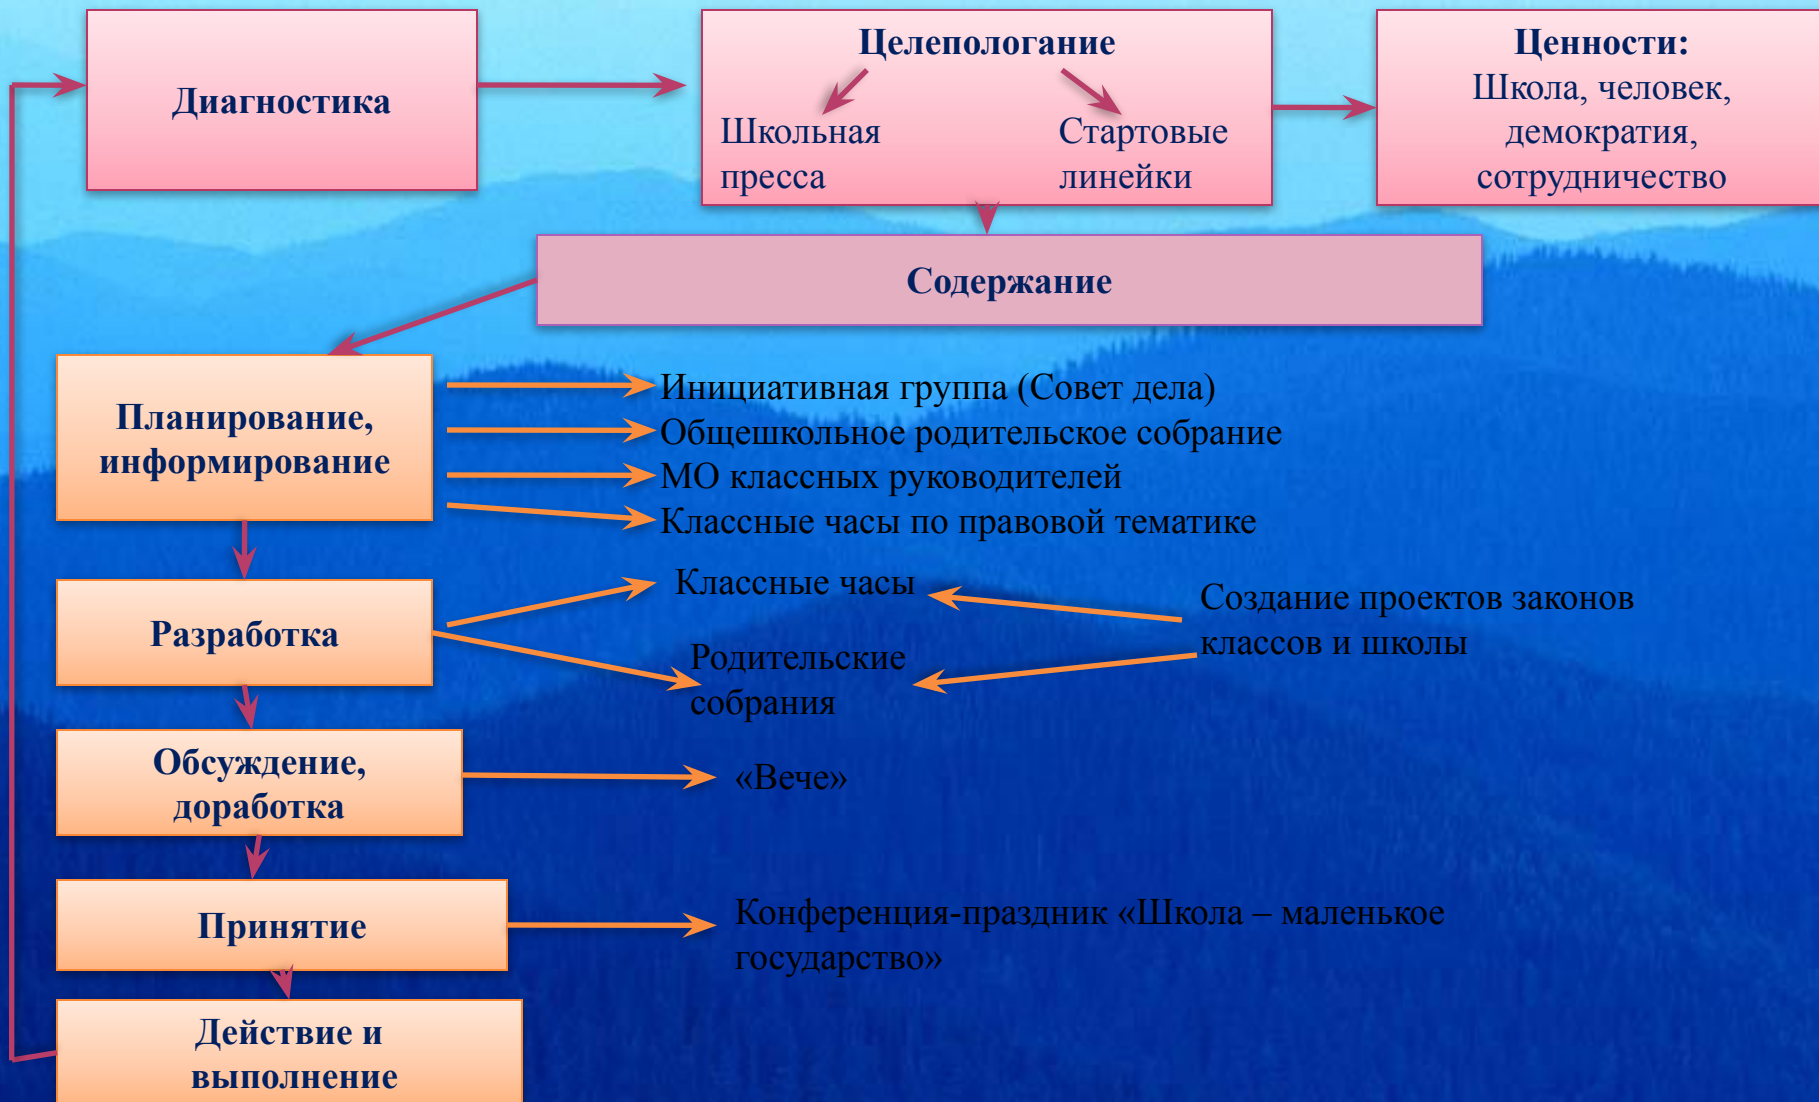 Диагностика
Целепологание
Школьная
пресса
Стартовые
линейки
Ценности:
Школа, человек,
демократия,
сотрудничество
Содержание
Планирование,
информирование
Инициативная группа (Совет дела)
Общешкольное родительское собрание
МО классных руководителей
Классные часы по правовой тематике
Разработка
Классные часы
Родительские
собрания
Создание проектов законов
классов и школы
Обсуждение,
доработка
«Вече»
Принятие
Конференция-праздник «Школа – маленькое
государство»
Действие и
выполнение